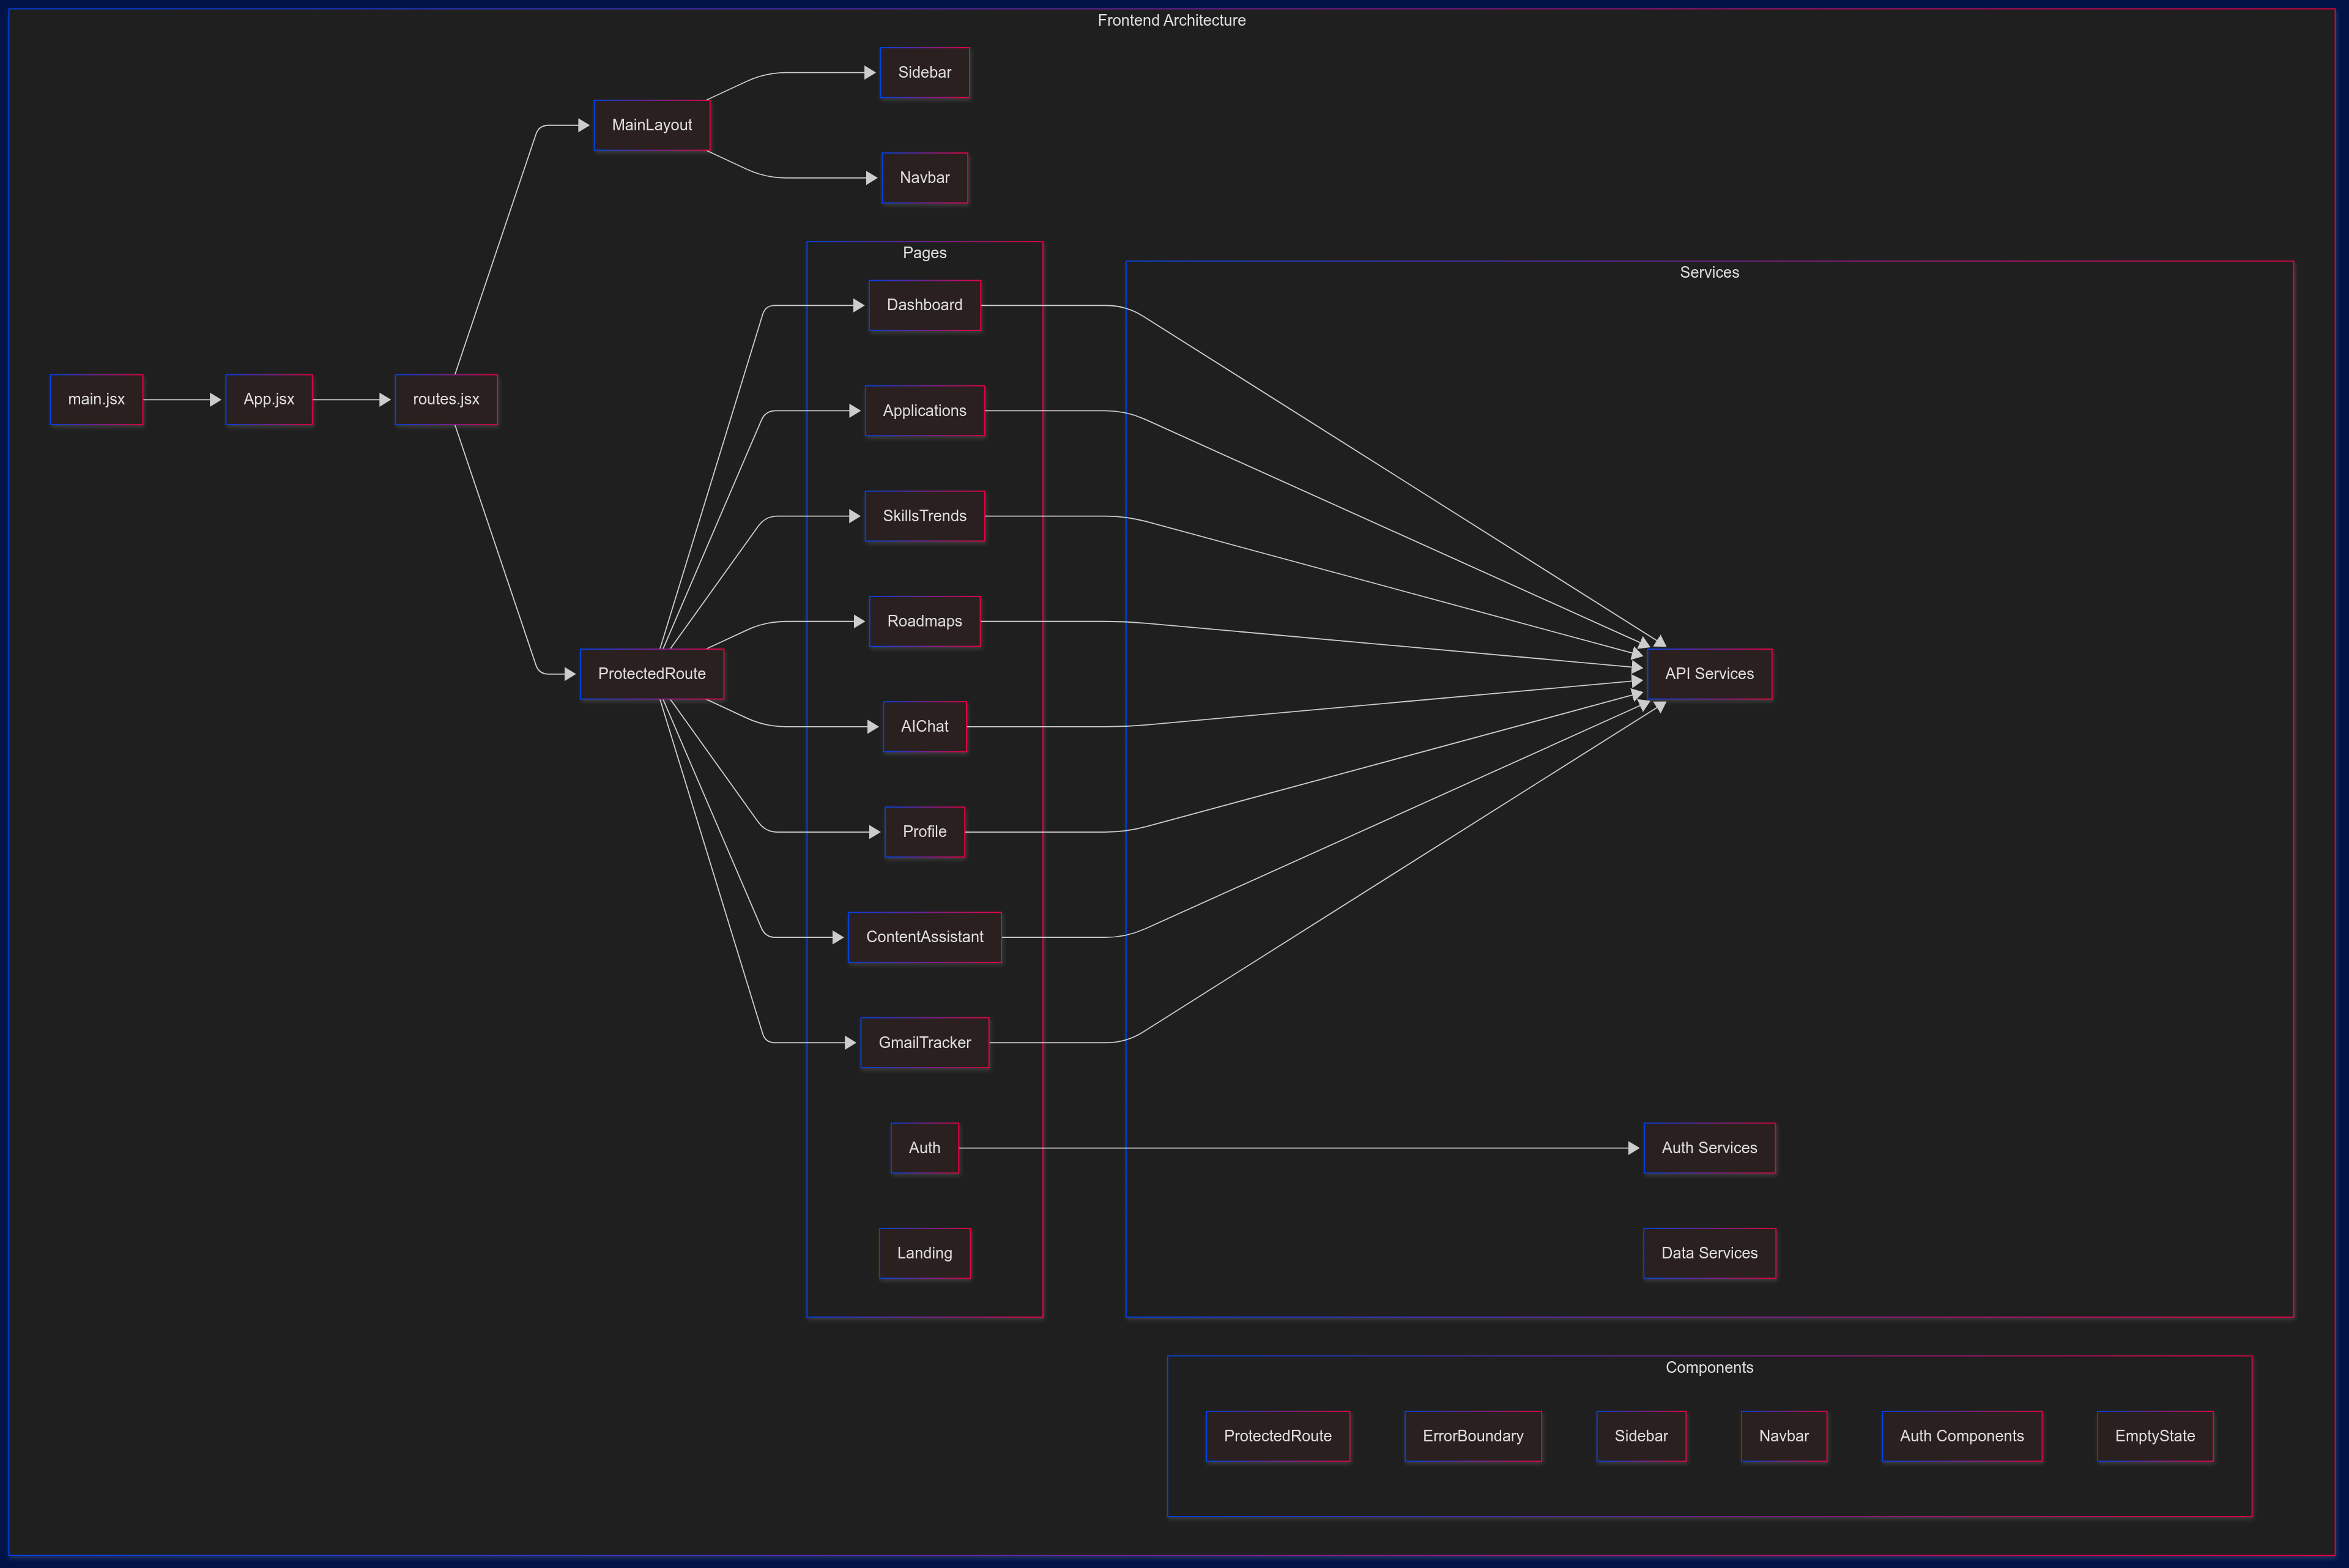 Frontend Architecture
Sidebar
MainLayout
Navbar
Pages
Services
Dashboard
main.jsx
App.jsx
routes.jsx
Applications
SkillsTrends
Roadmaps
ProtectedRoute
API Services
AIChat
Profile
ContentAssistant
GmailTracker
Auth
Auth Services
Landing
Data Services
Components
ProtectedRoute
ErrorBoundary
Sidebar
Navbar
Auth Components
EmptyState